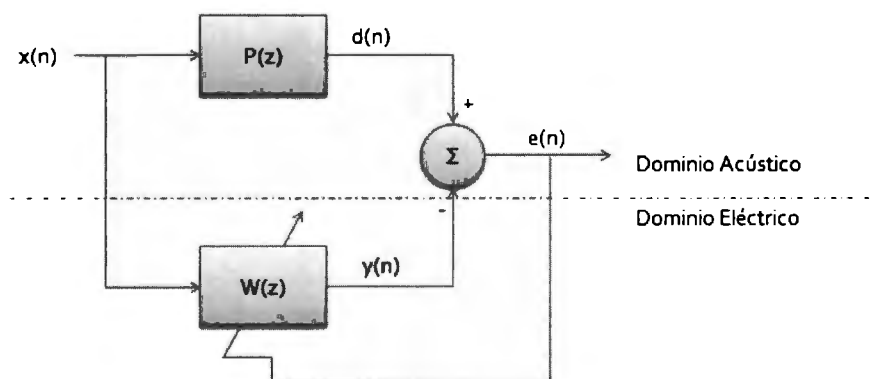 x(n)
P(z)
d(n)
+
Σ
e(n)
Dominio Acústico
Dominio Eléctrico
-
W(z)
y(n)